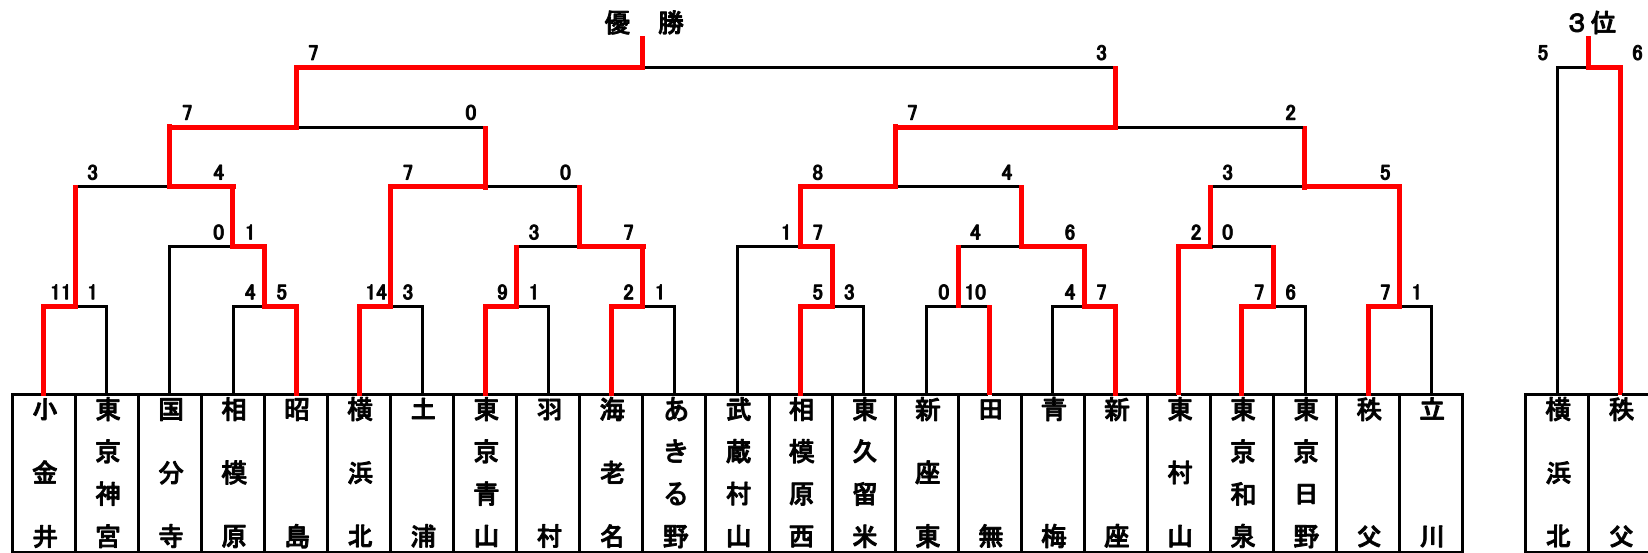 優 勝
３位
7 3
5 6
7 0 7 2
3 4 7 0 8 4 3 5
0 1 3 7 1 7 4 6 2 0
11 1 4 5 14 3 9 1 2 1 5 3 0 10 4 7 7 6 7 1
小金井
東京神宮
国分寺
相模原
昭島
横浜北
土浦
東京青山
羽村
海老名
あきる野
武蔵村山
相模原西
東久留米
新座東
田無
青梅
新座
東村山
東京和泉
東京日野
秩父
立川
横浜北
秩父